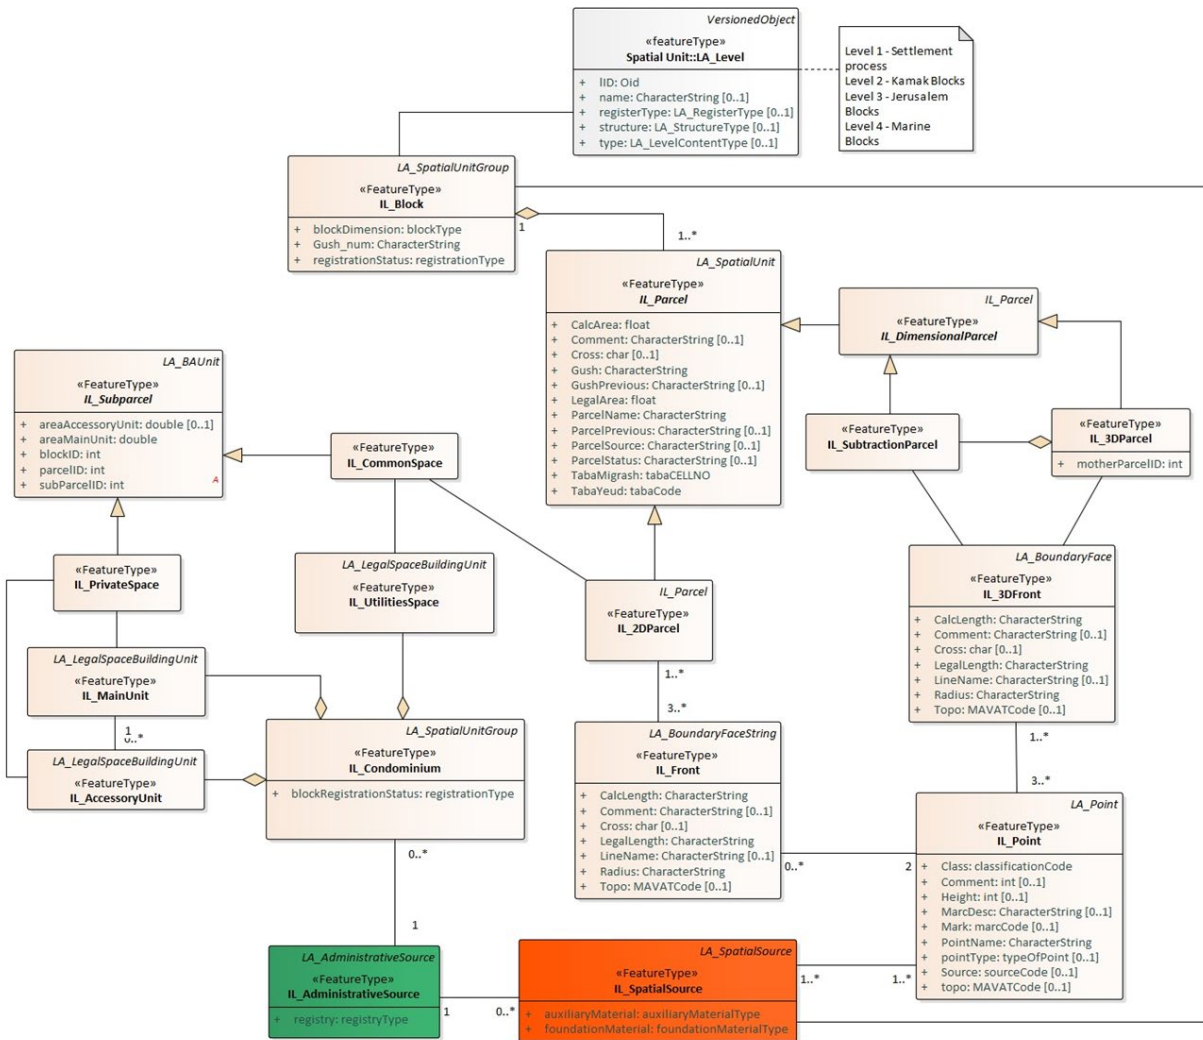 VersionedObject
«featureType»
Spatial Unit::LA_Level
+ lID: Oid
+ name: CharacterString [0..1]
+ registerType: LA_RegisterType [0..1]
+ structure: LA_StructureType [0..1]
+ type: LA_LevelContentType [0..1]
Level 1 - Settlement
process
Level 2 - Kamak Blocks
Level 3 - Jerusalem
Blocks
Level 4 - Marine
Blocks
LA_SpatialUnitGroup
«FeatureType»
IL_Block
+ blockDimension: blockType
+ Gush_num: CharacterString
+ registrationStatus: registrationType
1
1..*
LA_SpatialUnit
«FeatureType»
IL_Parcel
+ CalcArea: float
+ Comment: CharacterString [0..1]
+ Cross: char [0..1]
+ Gush: CharacterString
+ GushPrevious: CharacterString [0..1]
+ LegalArea: float
+ ParcelName: CharacterString
+ ParcelPrevious: CharacterString [0..1]
+ ParcelSource: CharacterString [0..1]
+ ParcelStatus: CharacterString [0..1]
+ TabaMigrash: tabaCELLNO
+ TabaYeud: tabaCode
IL_Parcel
«FeatureType»
IL_DimensionalParcel
«FeatureType»
IL_SubtractionParcel
«FeatureType»
IL_3DParcel
+ motherParcelID: int
LA_BAUnit
«FeatureType»
IL_Subparcel
+ areaAccessoryUnit: double [0..1]
+ areaMainUnit: double
+ blockID: int
+ parcelID: int
+ subParcelID: int
A
«FeatureType»
IL_CommonSpace
«FeatureType»
IL_PrivateSpace
LA_LegalSpaceBuildingUnit
«FeatureType»
IL_UtilitiesSpace
IL_Parcel
«FeatureType»
IL_2DParcel
1..*
3..*
LA_BoundaryFace
«FeatureType»
IL_3DFront
+ CalcLength: CharacterString
+ Comment: CharacterString [0..1]
+ Cross: char [0..1]
+ LegalLength: CharacterString
+ LineName: CharacterString [0..1]
+ Radius: CharacterString
+ Topo: MAVATCode [0..1]
1..*
3..*
LA_LegalSpaceBuildingUnit
«FeatureType»
IL_MainUnit
1
0..*
LA_LegalSpaceBuildingUnit
«FeatureType»
IL_AccessoryUnit
LA_SpatialUnitGroup
«FeatureType»
IL_Condominium
+ blockRegistrationStatus: registrationType
0..*
1
LA_BoundaryFaceString
«FeatureType»
IL_Front
+ CalcLength: CharacterString
+ Comment: CharacterString [0..1]
+ Cross: char [0..1]
+ LegalLength: CharacterString
+ LineName: CharacterString [0..1]
+ Radius: CharacterString
+ Topo: MAVATCode [0..1]
0..*
2
LA_Point
«FeatureType»
IL_Point
+ Class: classificationCode
+ Comment: int [0..1]
+ Height: int [0..1]
+ MarcDesc: CharacterString [0..1]
+ Mark: marcCode [0..1]
+ PointName: CharacterString
+ pointType: typeOfPoint [0..1]
+ Source: sourceCode [0..1]
+ topo: MAVATCode [0..1]
LA_AdministrativeSource
«FeatureType»
IL_AdministrativeSource
+ registry: registryType
1
0..*
LA_SpatialSource
«FeatureType»
IL_SpatialSource
+ auxiliaryMaterial: auxiliaryMaterialType
+ foundationMaterial: foundationMaterialType
1..*
1..*